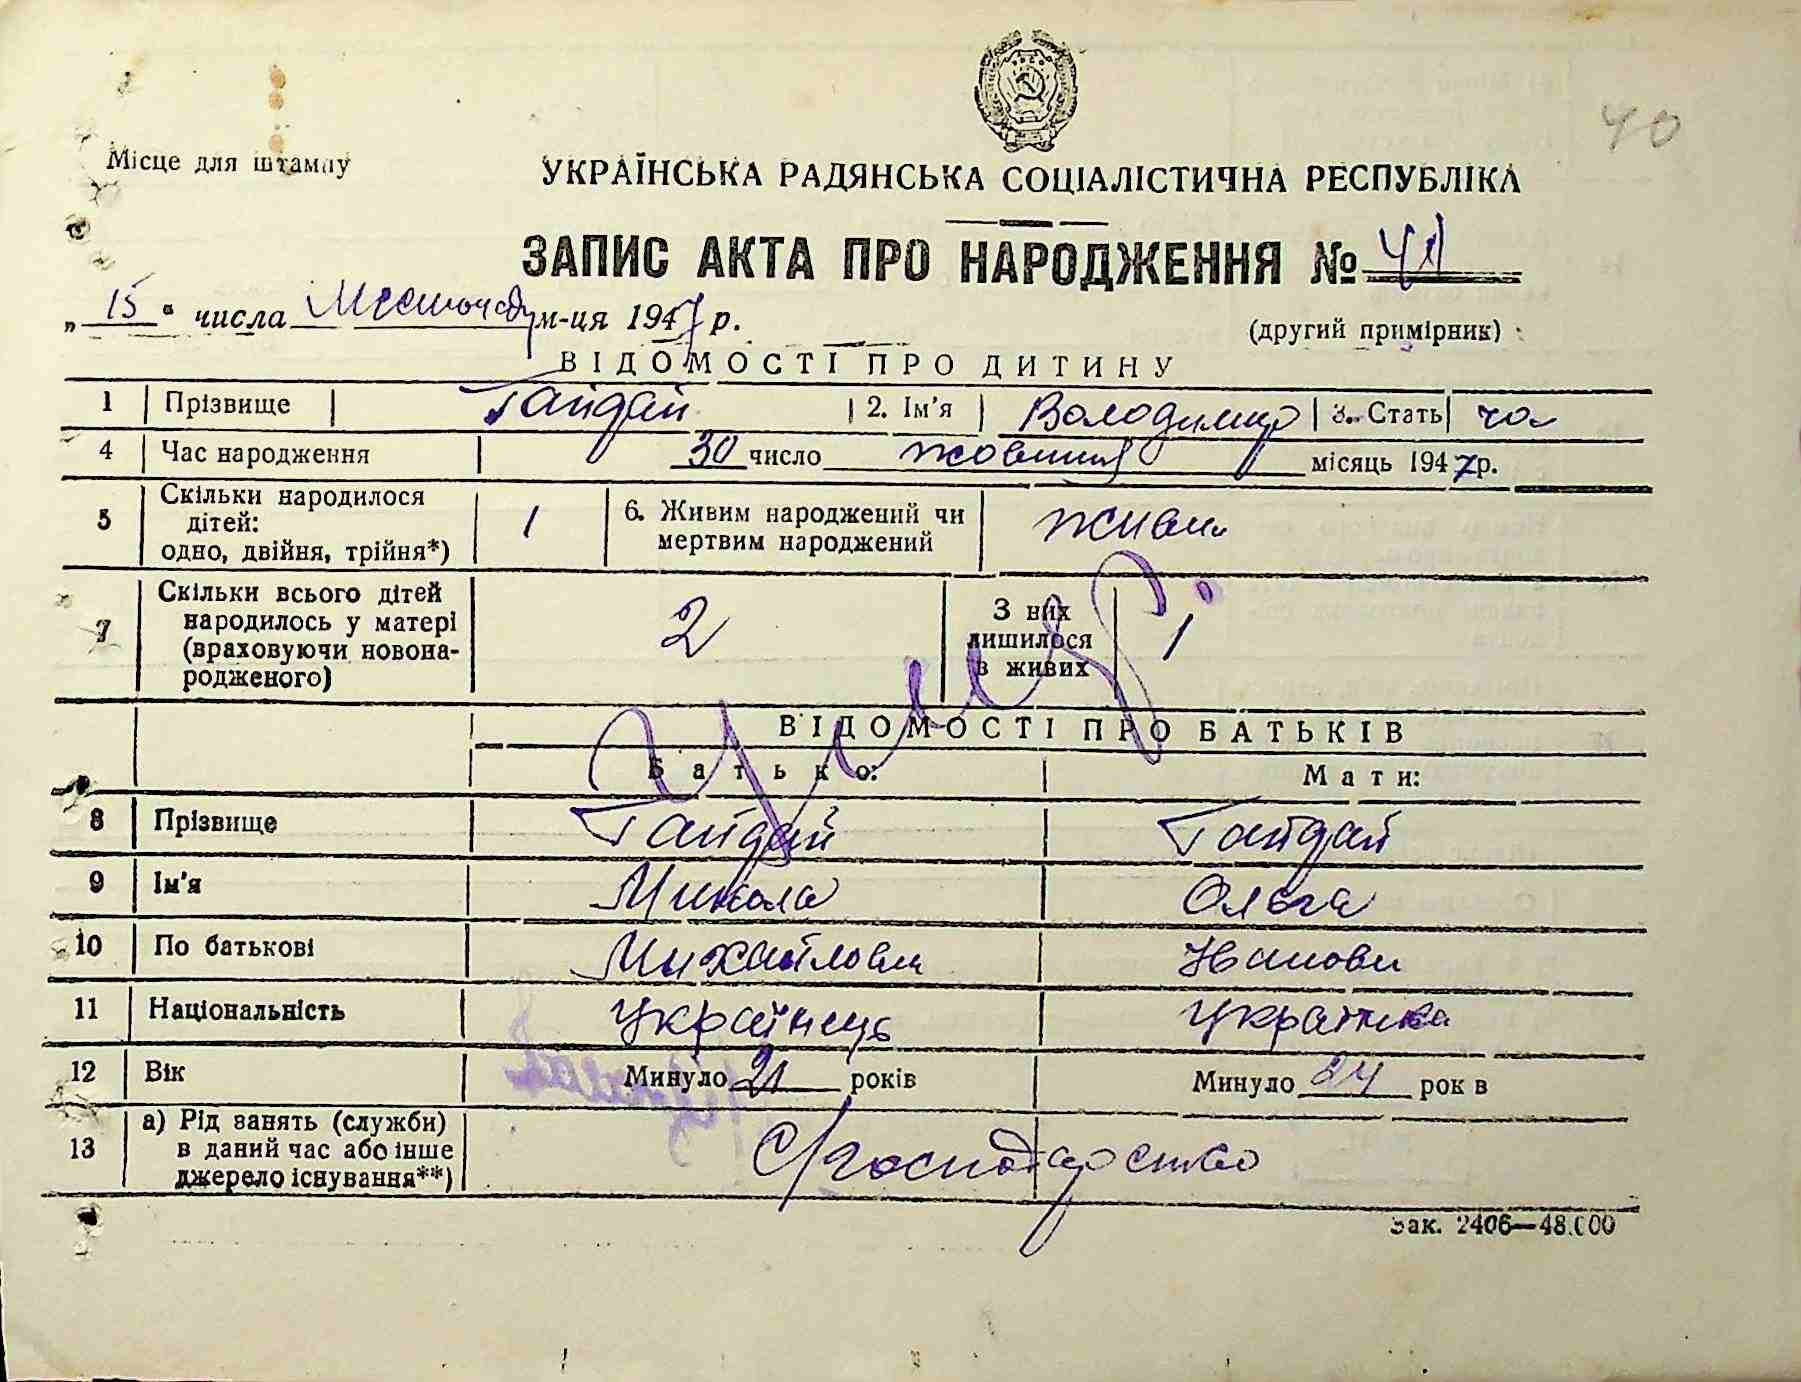 40
Місце для штампу
УКРАЇНСЬКА РАДЯНСЬКА СОЦІАЛІСТИЧНА РЕСПУБЛІКА
ЗАПИС АКТА ПРО НАРОДЖЕННЯ № 41
„ 15 " числа Листопад м-ця 1947 р.
(другий примірник)
ВІДОМОСТІ ПРО ДИТИНУ
1 Прізвище Гайдай 2. Ім'я Володимир 3. Стать чол
4 Час народження 30 число жовтня місяць 1947 р.
5 Скільки народилося дітей: одно, двійня, трійня*) 1 6. Живим народжений чи мертвим народжений живим
7 Скільки всього дітей народилось у матері (враховуючи новонародженого) 2 З них лишилося в живих 1
Умер
ВІДОМОСТІ ПРО БАТЬКІВ
Батько: Мати:
8 Прізвище Гайдай Гайдай
9 Ім'я Микола Ольга
10 По батькові Михайлови Іванови
11 Національність Українець Українка
12 Вік Минуло 21 років Минуло 24 рок в
13 а) Рід занять (служби) в даний час або інше джерело існування**) С/господарство
Зак. 2406—48.000